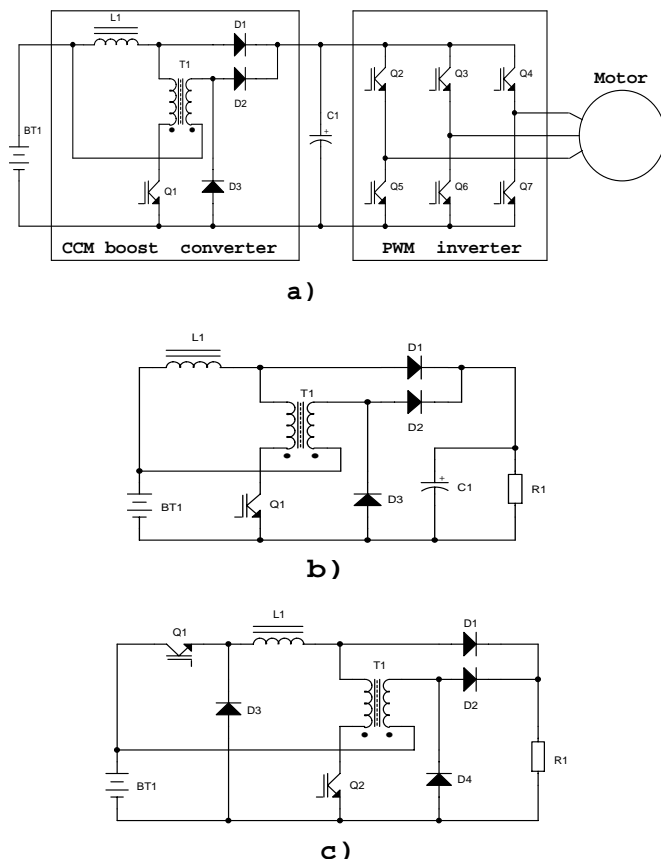 L1
D1
T1
D2
Q2
Q3
Q4
Motor
BT1
C1
+
Q1
D3
Q5
Q6
Q7
CCM boost converter
PWM inverter
a)
L1
D1
T1
D2
+
C1
R1
BT1
Q1
D3
b)
L1
Q1
D1
T1
D3
D2
R1
BT1
Q2
D4
c)